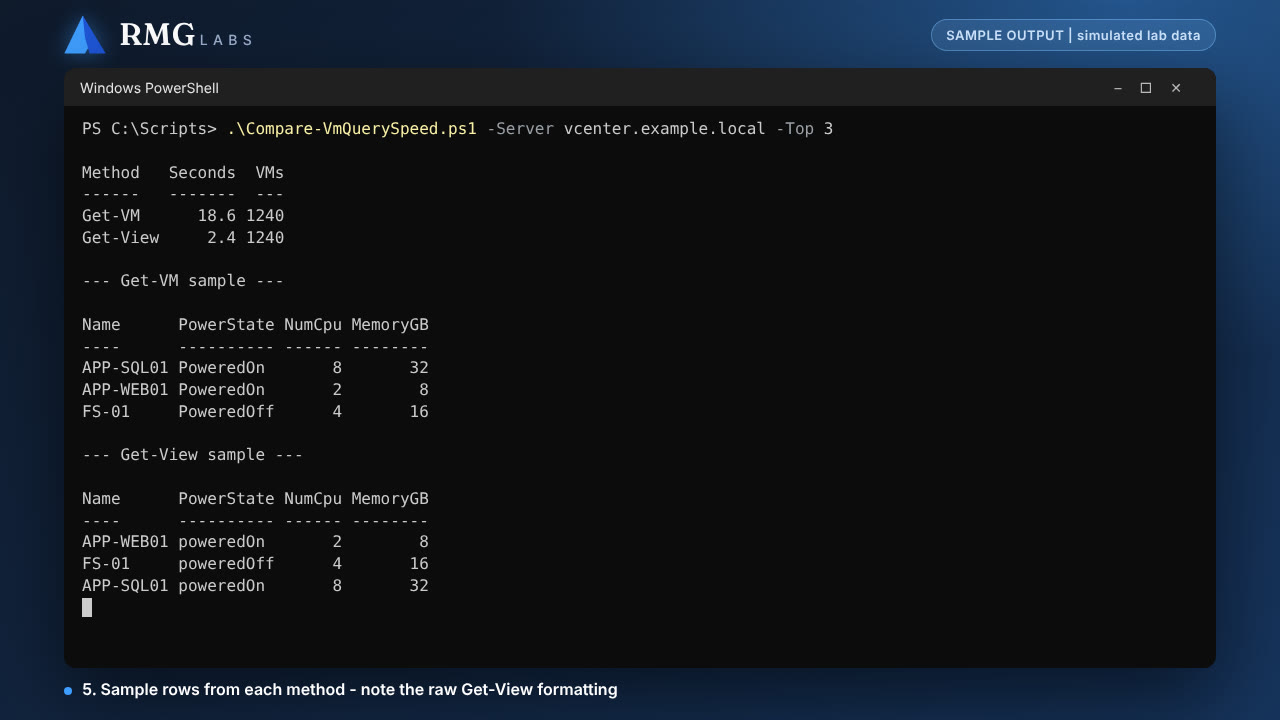 RMG LABS
SAMPLE OUTPUT | simulated lab data
Windows PowerShell
PS C:\Scripts> .\Compare-VmQuerySpeed.ps1 -Server vcenter.example.local -Top 3
Method   Seconds  VMs
------   -------  ---
Get-VM      18.6 1240
Get-View     2.4 1240
--- Get-VM sample ---
Name      PowerState NumCpu MemoryGB
----      ---------- ------ --------
APP-SQL01 PoweredOn       8       32
APP-WEB01 PoweredOn       2        8
FS-01     PoweredOff      4       16
--- Get-View sample ---
Name      PowerState NumCpu MemoryGB
----      ---------- ------ --------
APP-WEB01 poweredOn       2        8
FS-01     poweredOff      4       16
APP-SQL01 poweredOn       8       32
5. Sample rows from each method - note the raw Get-View formatting